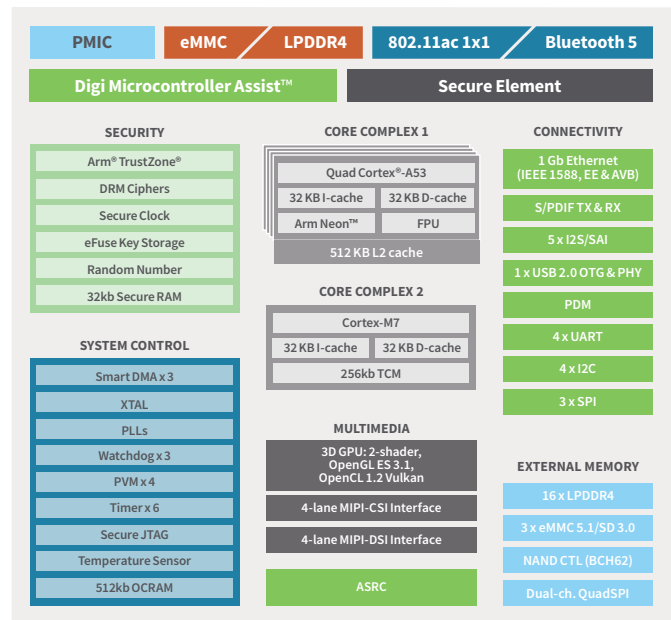 PMIC
eMMC
LPDDR4
802.11ac 1x1
Bluetooth 5
Digi Microcontroller Assist™
Secure Element
SECURITY
Arm® TrustZone®
DRM Ciphers
Secure Clock
eFuse Key Storage
Random Number
32kb Secure RAM
SYSTEM CONTROL
Smart DMA x 3
XTAL
PLLs
Watchdog x 3
PVM x 4
Timer x 6
Secure JTAG
Temperature Sensor
512kb OCRAM
CORE COMPLEX 1
Quad Cortex®-A53
32 KB I-cache
32 KB D-cache
Arm Neon™
FPU
512 KB L2 cache
CORE COMPLEX 2
Cortex-M7
32 KB I-cache
32 KB D-cache
256kb TCM
MULTIMEDIA
3D GPU: 2-shader,
OpenGL ES 3.1,
OpenCL 1.2 Vulkan
4-lane MIPI-CSI Interface
4-lane MIPI-DSI Interface
ASRC
CONNECTIVITY
1 Gb Ethernet
(IEEE 1588, EE & AVB)
S/PDIF TX & RX
5 x I2S/SAI
1 x USB 2.0 OTG & PHY
PDM
4 x UART
4 x I2C
3 x SPI
EXTERNAL MEMORY
16 x LPDDR4
3 x eMMC 5.1/SD 3.0
NAND CTL (BCH62)
Dual-ch. QuadSPI